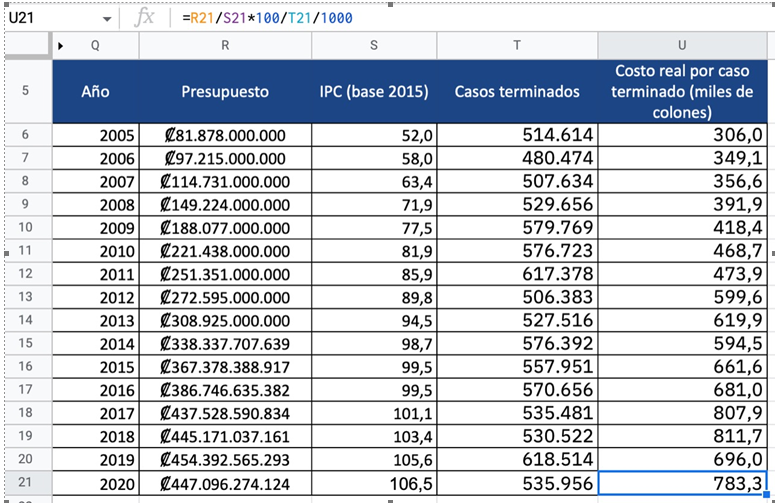 U21 fx =R21/S21*100/T21/1000
Q R S T U
5 Año Presupuesto IPC (base 2015) Casos terminados Costo real por caso terminado (miles de colones)
6 2005 ₡81.878.000.000 52,0 514.614 306,0
7 2006 ₡97.215.000.000 58,0 480.474 349,1
8 2007 ₡114.731.000.000 63,4 507.634 356,6
9 2008 ₡149.224.000.000 71,9 529.656 391,9
10 2009 ₡188.077.000.000 77,5 579.769 418,4
11 2010 ₡221.438.000.000 81,9 576.723 468,7
12 2011 ₡251.351.000.000 85,9 617.378 473,9
13 2012 ₡272.595.000.000 89,8 506.383 599,6
14 2013 ₡308.925.000.000 94,5 527.516 619,9
15 2014 ₡338.337.707.639 98,7 576.392 594,5
16 2015 ₡367.378.388.917 99,5 557.951 661,6
17 2016 ₡386.746.635.382 99,5 570.656 681,0
18 2017 ₡437.528.590.834 101,1 535.481 807,9
19 2018 ₡445.171.037.161 103,4 530.522 811,7
20 2019 ₡454.392.565.293 105,6 618.514 696,0
21 2020 ₡447.096.274.124 106,5 535.956 783,3